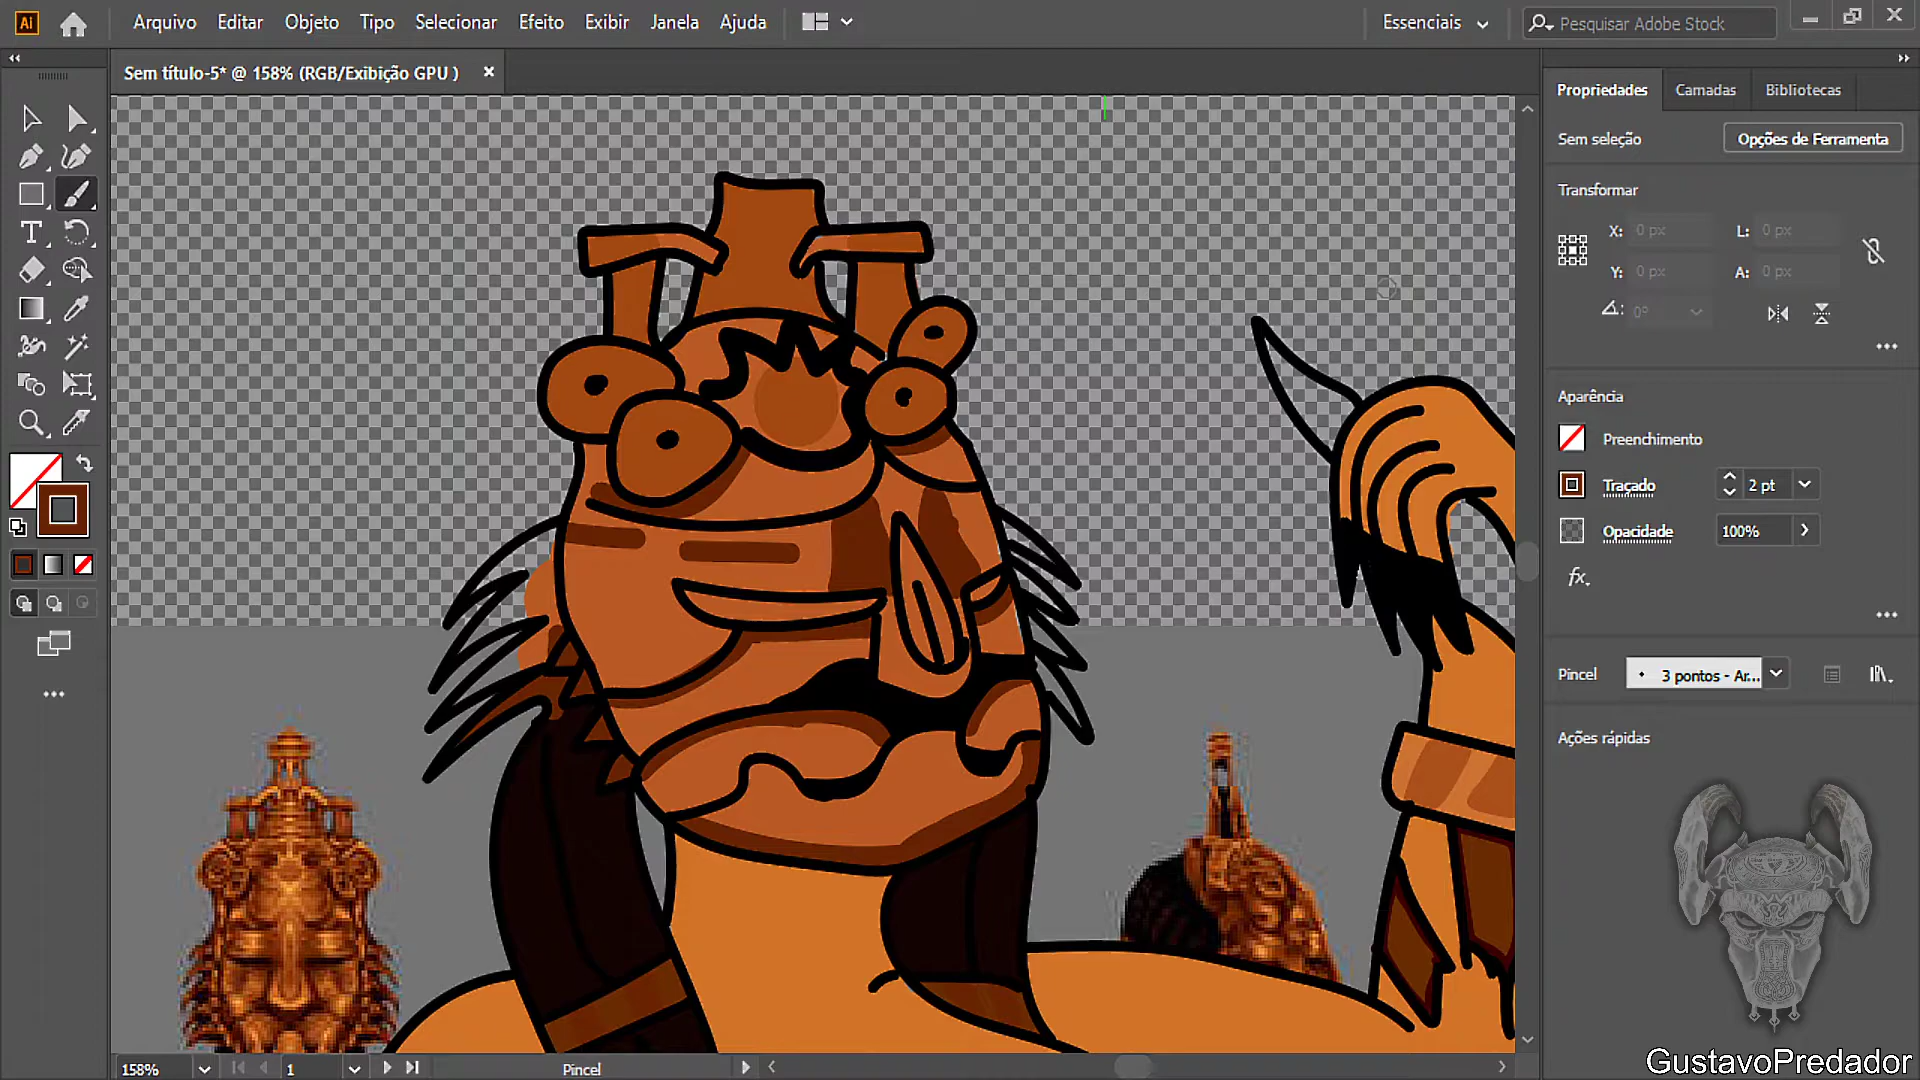 Ai
Arquivo Editar Objeto Tipo Selecionar Efeito Exibir Janela Ajuda Essenciais Pesquisar Adobe Stock
Sem título-5* @ 158% (RGB/Exibição GPU )
Propriedades Camadas Bibliotecas
Sem seleção Opções de Ferramenta
Transformar
X: 0 px L: 0 px
Y: 0 px A: 0 px
0°
Aparência
Preenchimento
Traçado 2 pt
Opacidade 100%
fx
Pincel 3 pontos - Ar...
Ações rápidas
GustavoPredador
158% 1 Pincel